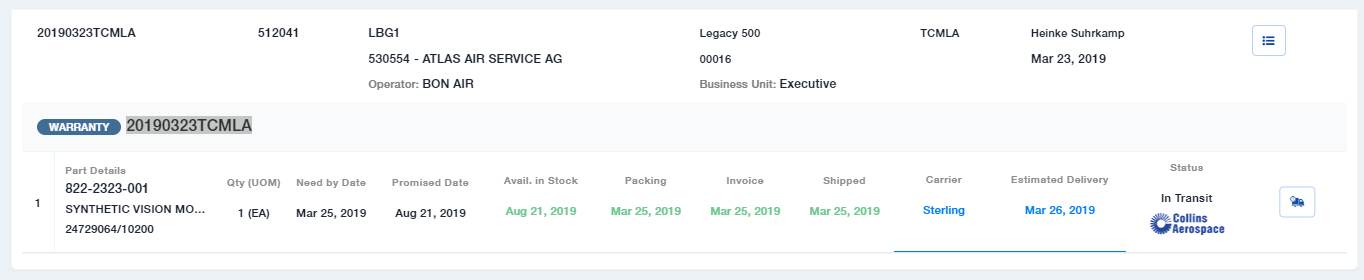 20190323TCMLA 512041 LBG1 Legacy 500 TCMLA Heinke Suhrkamp
530554 - ATLAS AIR SERVICE AG 00016 Mar 23, 2019
Operator: BON AIR Business Unit: Executive
WARRANTY 20190323TCMLA
Part Details Qty (UOM) Need by Date Promised Date Avail. in Stock Packing Invoice Shipped Carrier Estimated Delivery Status
1 822-2323-001 1 (EA) Mar 25, 2019 Aug 21, 2019 Aug 21, 2019 Mar 25, 2019 Mar 25, 2019 Mar 25, 2019 Sterling Mar 26, 2019 In Transit
SYNTHETIC VISION MO...
24729064/10200
Collins
Aerospace